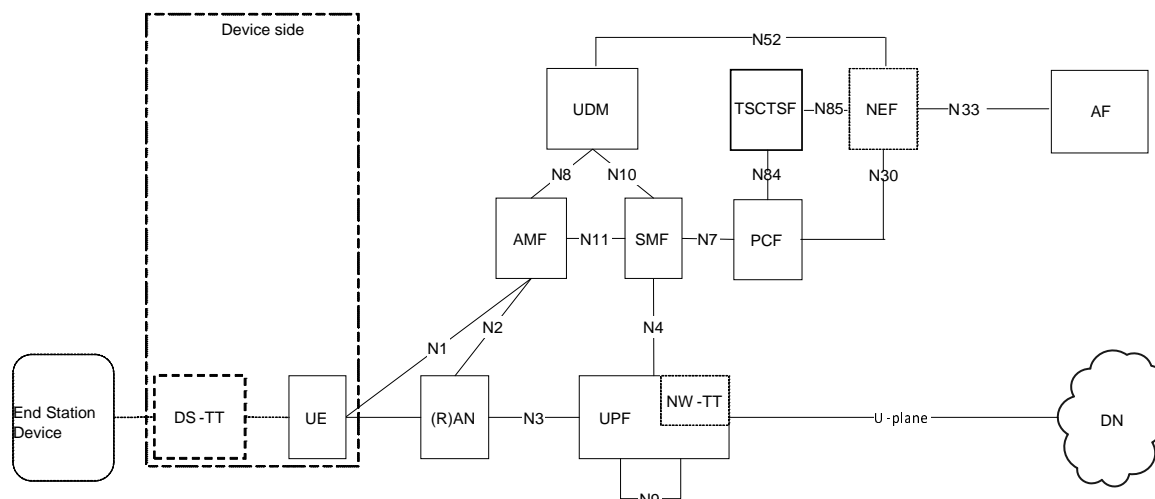 Device side
N52
UDM
TSCTSF
N85
NEF
N33
AF
N8
N10
N84
N30
AMF
N11
SMF
N7
PCF
N1
N2
N4
End Station
Device
DS-TT
UE
(R)AN
N3
UPF
NW-TT
U-plane
DN